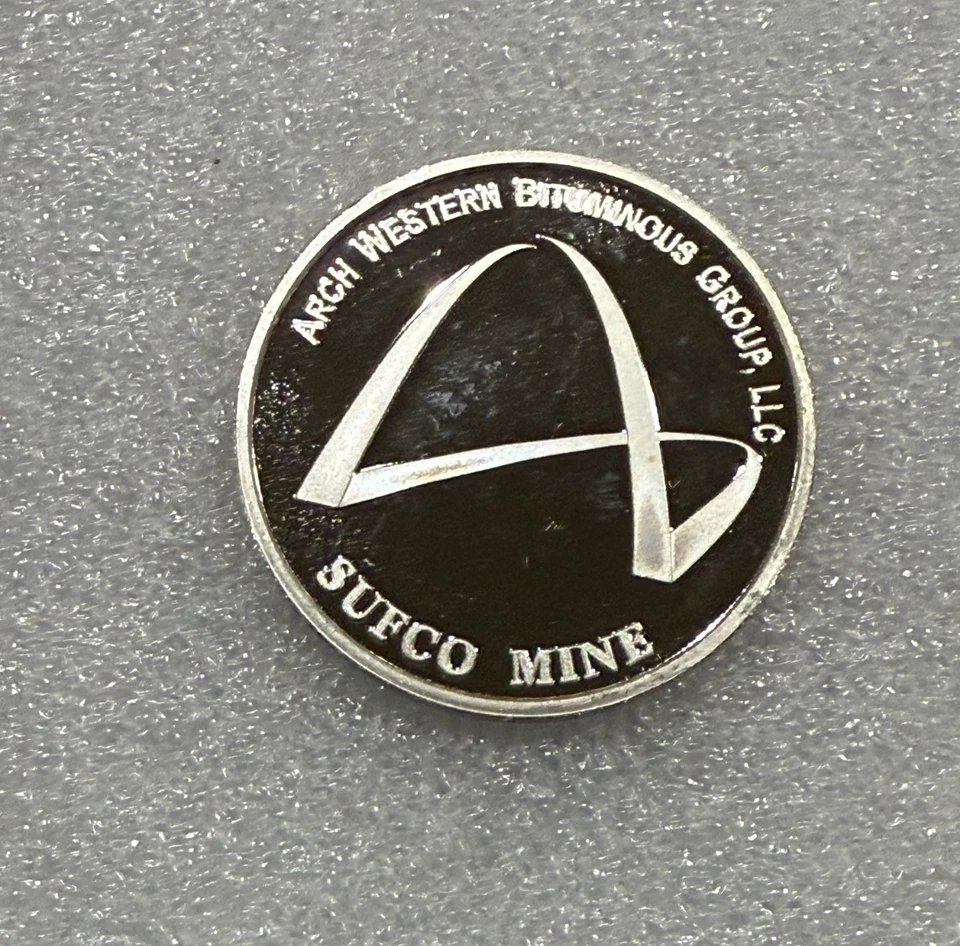 ARCH WESTERN BITUMINOUS GROUP, LLC
SUFCO MINE